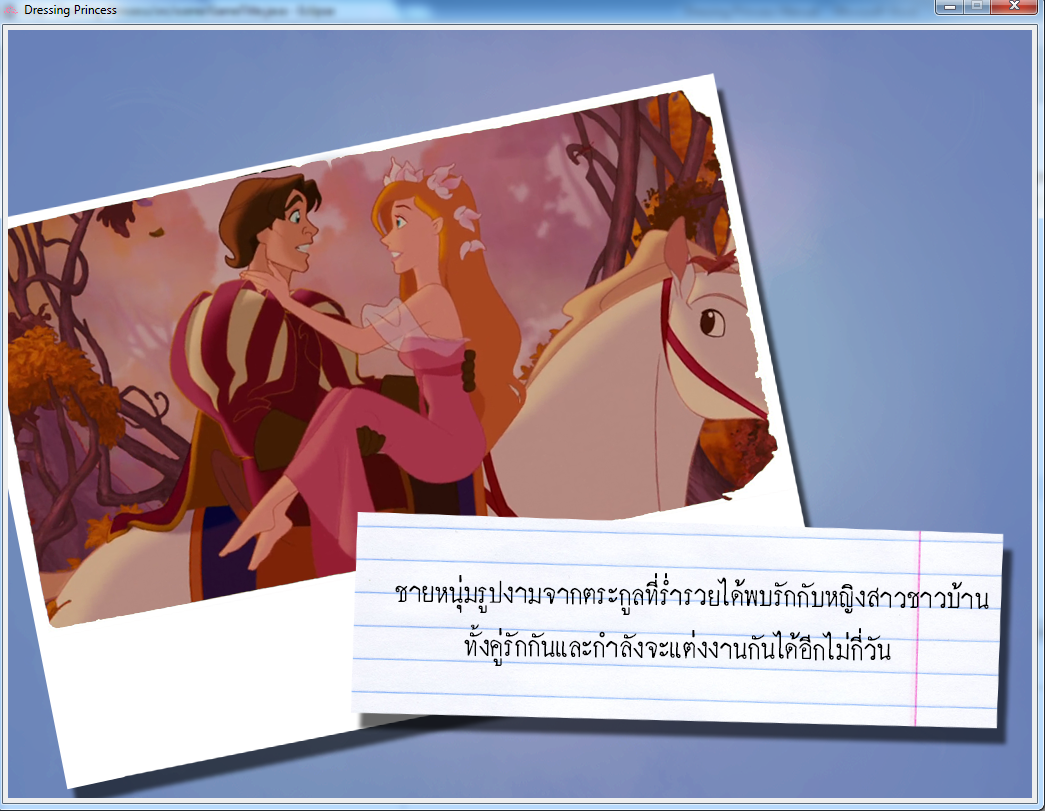 Dressing Princess
ชายหนุ่มรูปงามจากตระกูลที่ร่ำรวยได้พบรักกับหญิงสาวชาวบ้าน
ทั้งคู่รักกันและกำลังจะแต่งงานกันได้อีกไม่กี่วัน